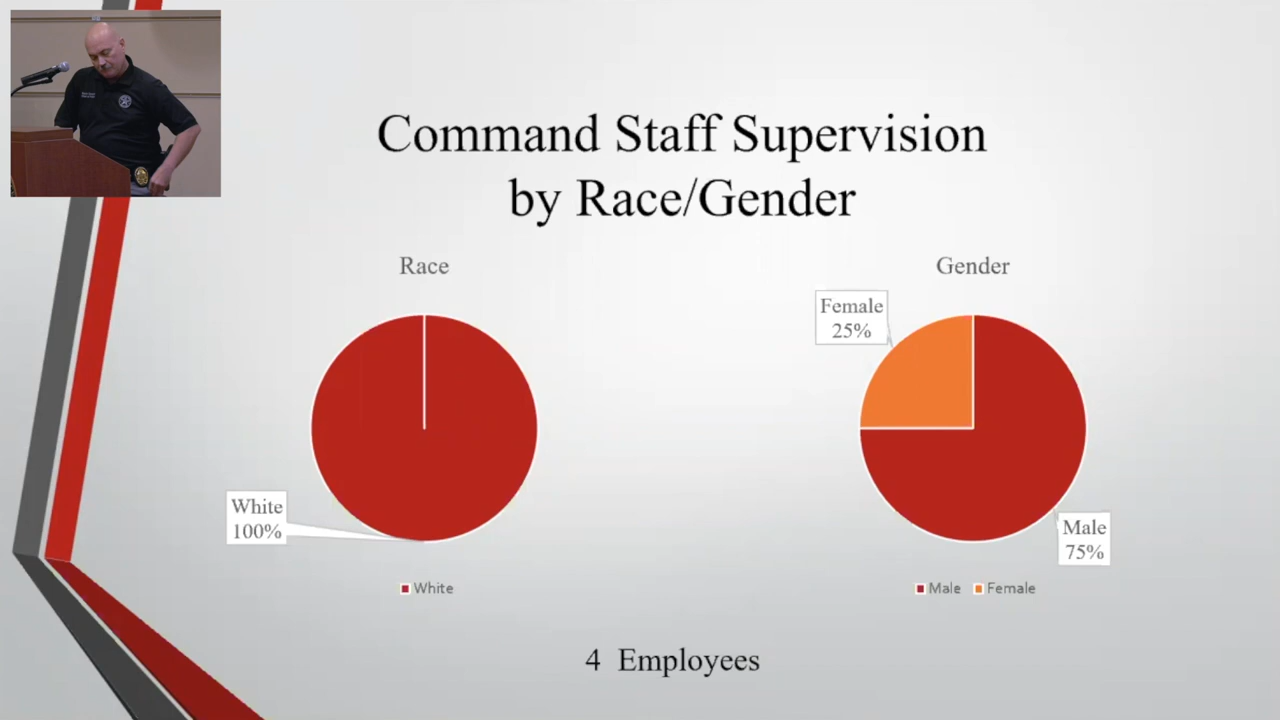 Command Staff Supervision
by Race/Gender
Race
White
100%
White
Gender
Female
25%
Male
75%
Male Female
4 Employees